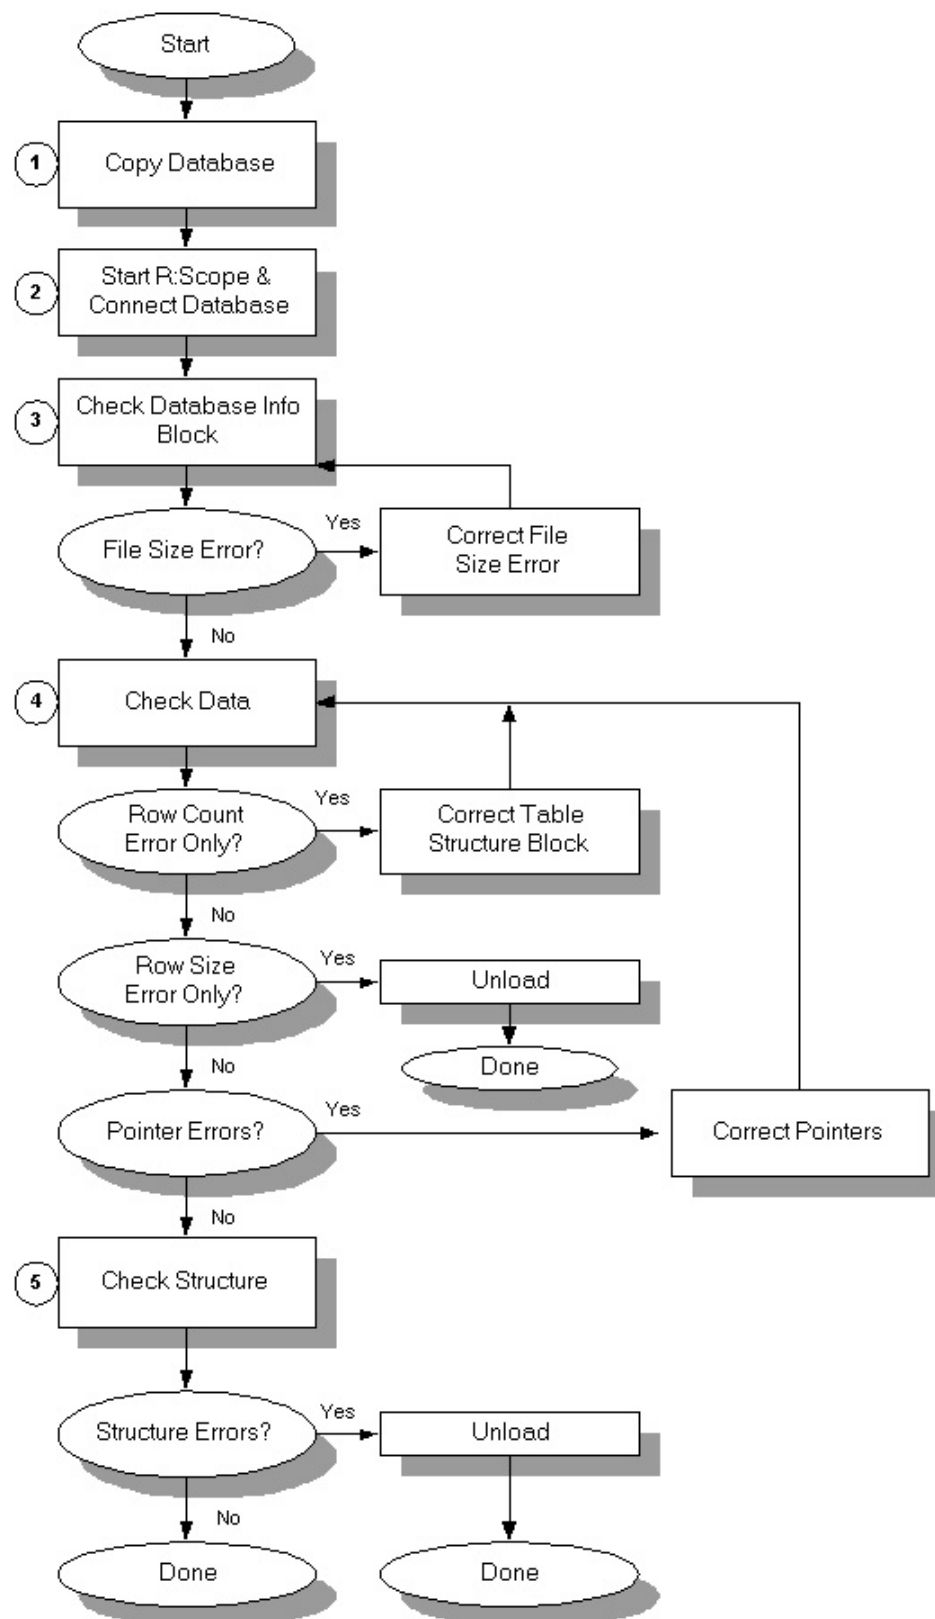 Start
1
Copy Database
2
Start R:Scope &
Connect Database
3
Check Database Info
Block
File Size Error?
Yes
Correct File
Size Error
No
4
Check Data
Row Count
Error Only?
Yes
Correct Table
Structure Block
No
Row Size
Error Only?
Yes
Unload
Done
No
Pointer Errors?
Yes
Correct Pointers
No
5
Check Structure
Structure Errors?
Yes
Unload
No
Done
Done